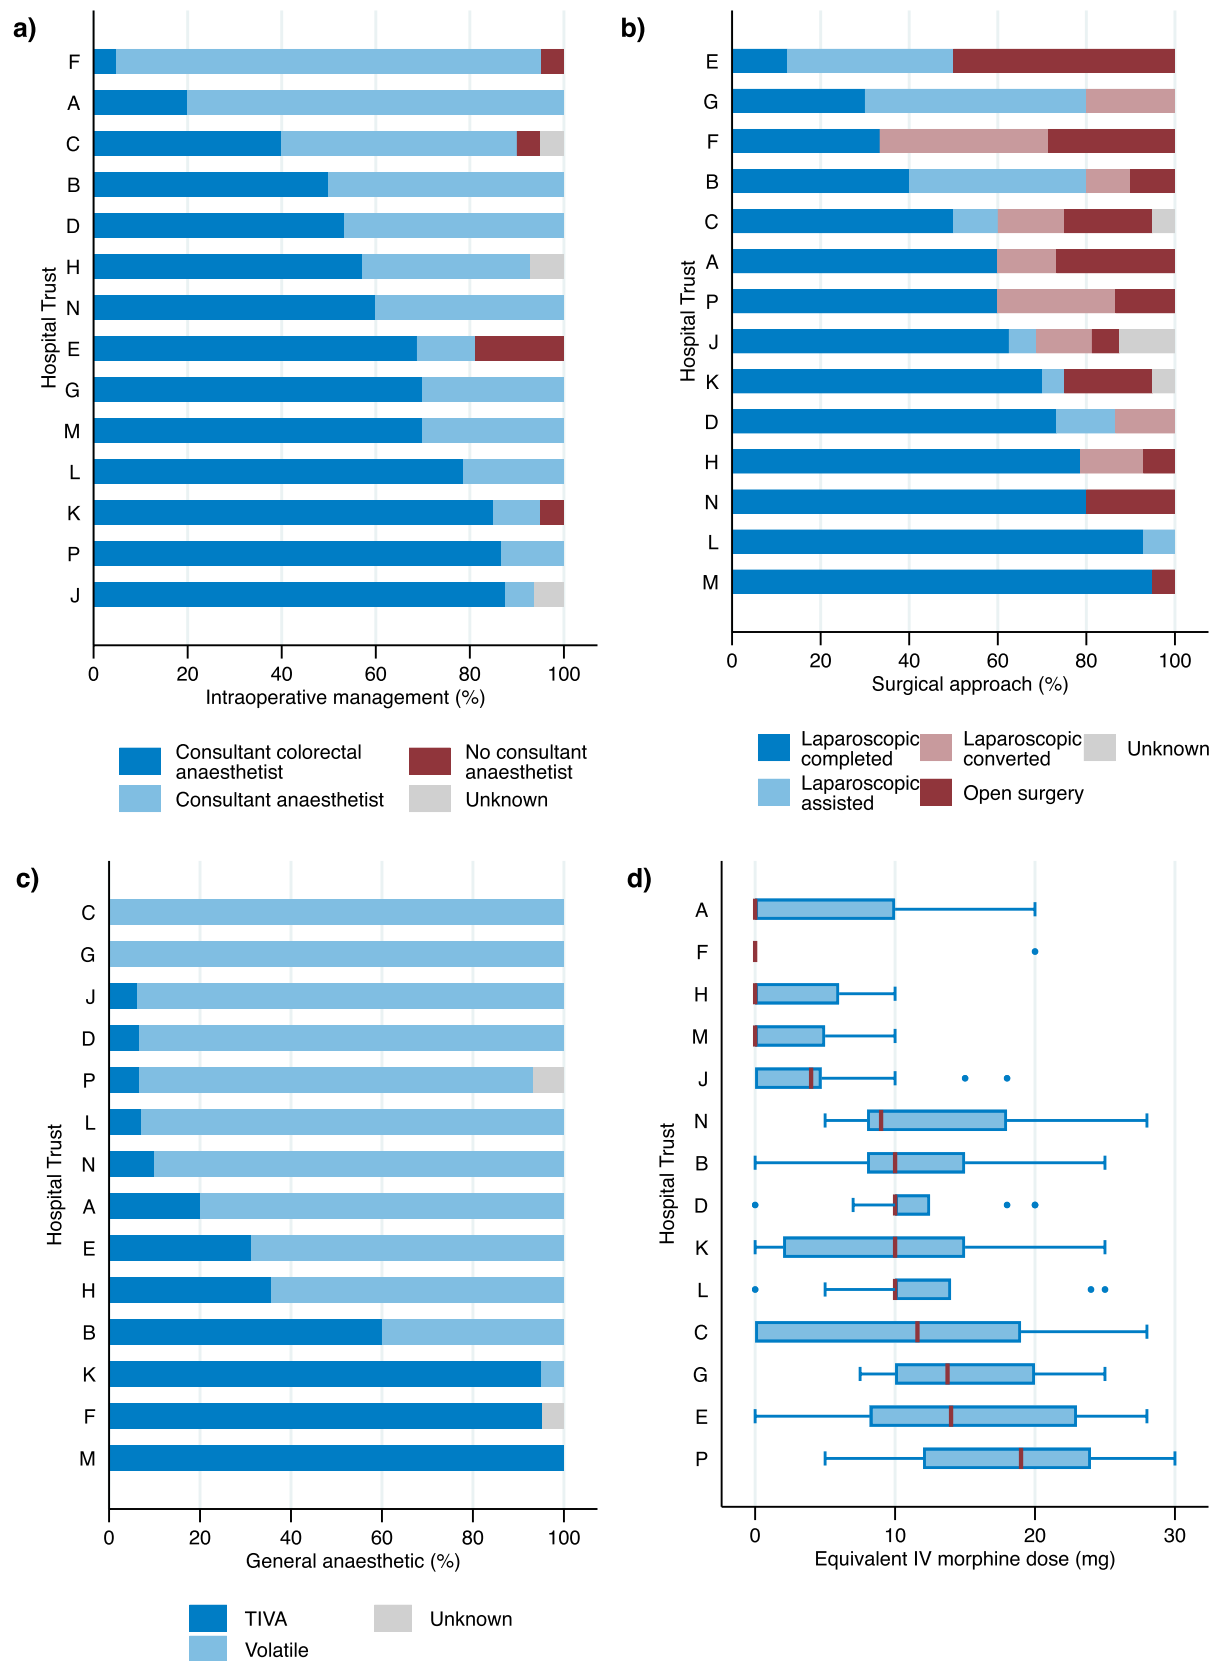 a)
F
A
C
B
D
H
N
E
G
M
L
K
P
J
Hospital Trust
0 20 40 60 80 100
Intraoperative management (%)
Consultant colorectal
anaesthetist
Consultant anaesthetist
No consultant
anaesthetist
Unknown
b)
E
G
F
B
C
A
P
J
K
D
H
N
L
M
Hospital Trust
0 20 40 60 80 100
Surgical approach (%)
Laparoscopic
completed
Laparoscopic
assisted
Laparoscopic
converted
Open surgery
Unknown
c)
C
G
J
D
P
L
N
A
E
H
B
K
F
M
Hospital Trust
0 20 40 60 80 100
General anaesthetic (%)
TIVA
Volatile
Unknown
d)
A
F
H
M
J
N
B
D
K
L
C
G
E
P
Hospital Trust
0 10 20 30
Equivalent IV morphine dose (mg)